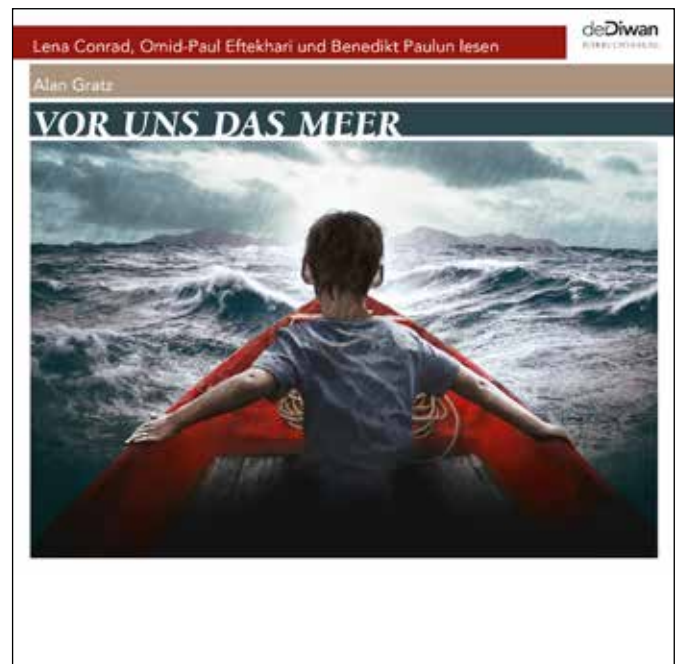 Lena Conrad, Omid-Paul Eftekhari und Benedikt Paulun lesen
deDiwan
Alan Gratz
VOR UNS DAS MEER